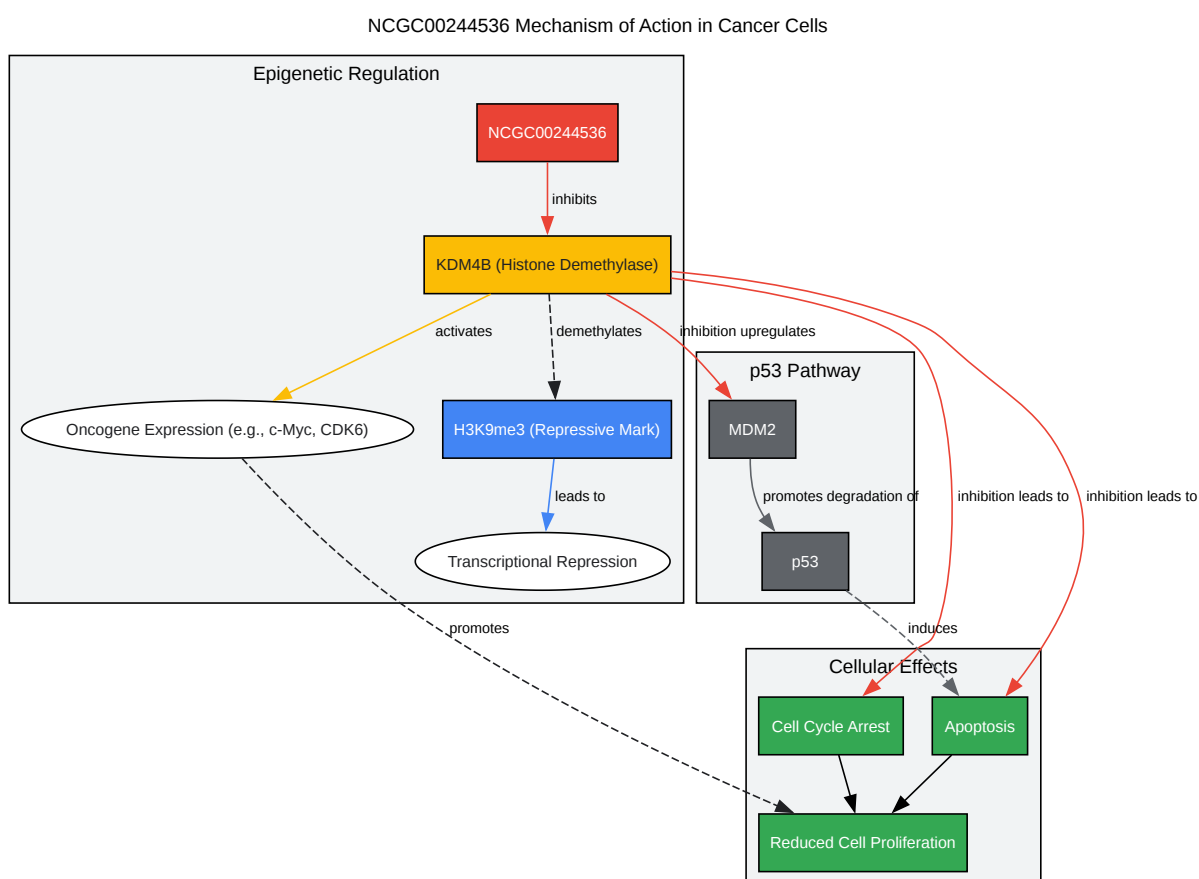 NCGC00244536 Mechanism of Action in Cancer Cells
Epigenetic Regulation
NCGC00244536
inhibits
KDM4B (Histone Demethylase)
activates
demethylates
inhibition upregulates
p53 Pathway
Oncogene Expression (e.g., c-Myc, CDK6)
H3K9me3 (Repressive Mark)
MDM2
leads to
promotes degradation of
inhibition leads to
inhibition leads to
Transcriptional Repression
p53
promotes
induces
Cellular Effects
Cell Cycle Arrest
Apoptosis
Reduced Cell Proliferation